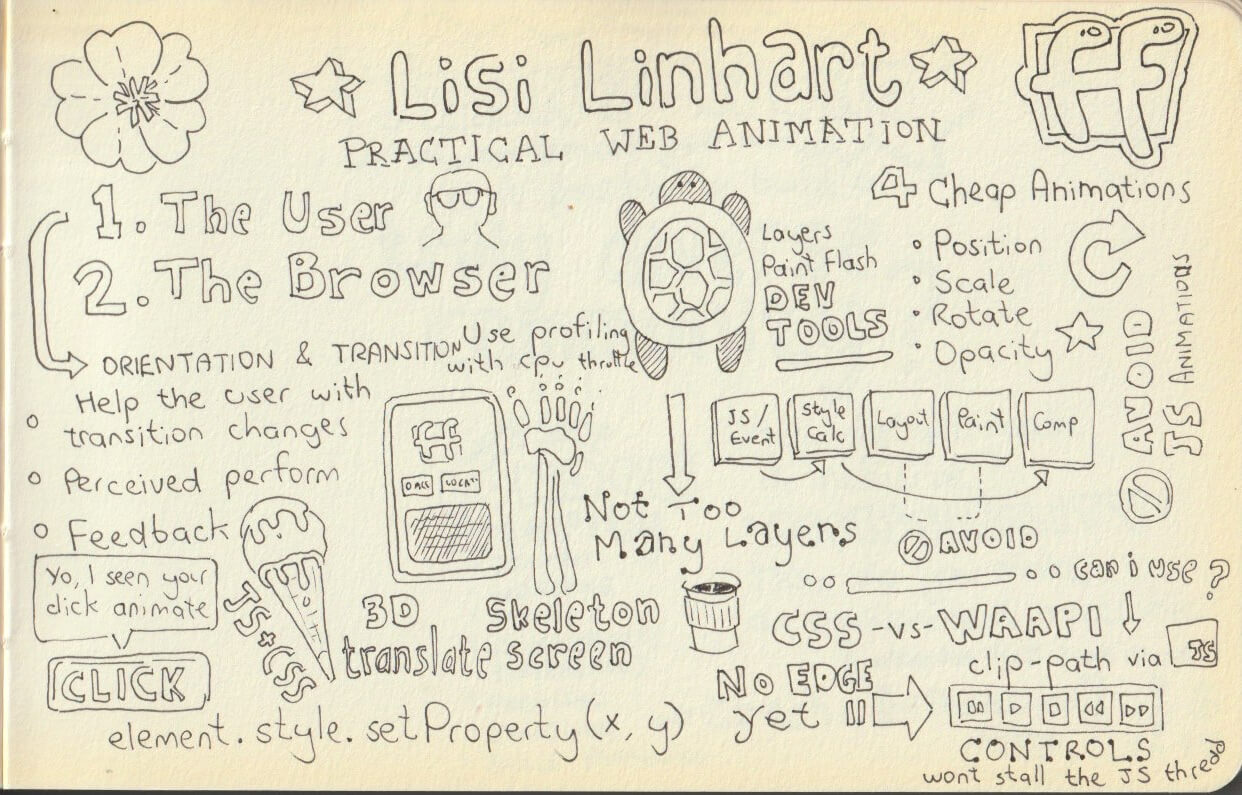 Lisi Linhart
PRACTICAL WEB ANIMATION
ff
1. The User
2. The Browser
ORIENTATION & TRANSITION
Help the user with
transition changes
Perceived perform
Feedback
Yo, I seen your
click animate
CLICK
JS+CSS
Use profiling
with cpu throttle
ff
3D
translate
Skeleton
screen
element.style.setProperty(x, y)
Layers
Paint Flash
DEV
TOOLS
4 Cheap Animations
Position
Scale
Rotate
Opacity
AVOID
JS Animations
JS /
Event
Style
Calc
Layout
Paint
Comp
AVOID
Not Too
Many Layers
can i use ?
CSS -vs- WAAPI
clip-path via JS
No EDGE
yet
CONTROLS
wont stall the JS thread